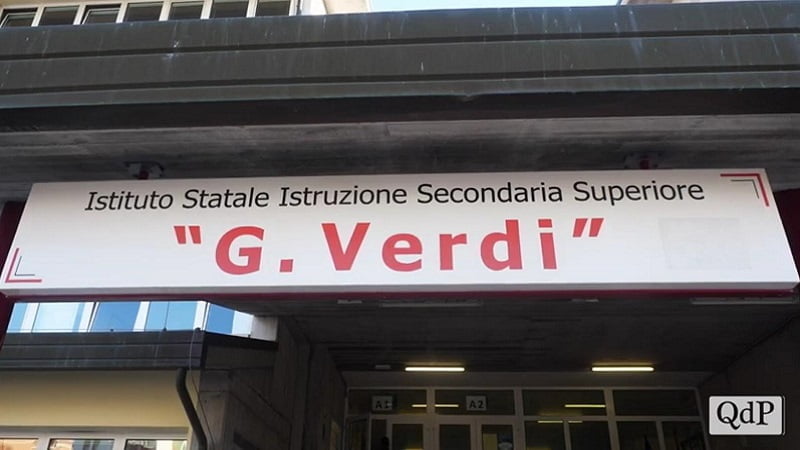 Istituto Statale Istruzione Secondaria Superiore
"G. Verdi"
A1
A2
QdP